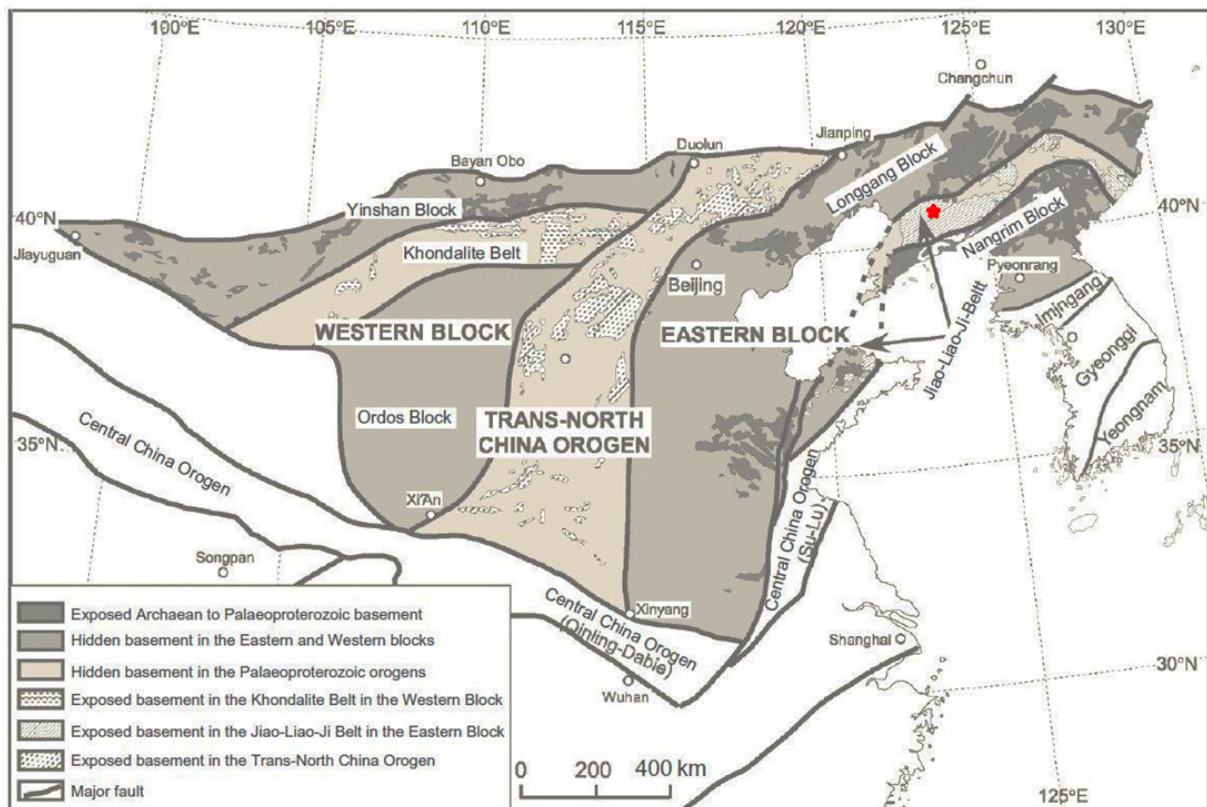 100°E
105°E
110°E
115°E
120°E
125°E
130°E
Changchun
Jianping
Duolun
Bayan Obo
Longgang Block
40°N
Yinshan Block
40°N
Jiayuguan
Khondalite Belt
Nangrim Block
Beijing
Pyeonrang
Imjingang
WESTERN BLOCK
EASTERN BLOCK
Jiao-Liao-Ji-Beltt
Gyeonggi
Ordos Block
TRANS-NORTH
CHINA OROGEN
Yeongnam
35°N
35°N
Central China Orogen
Xi?An
Songpan
Central China Orogen
(Su-Lu)
Xinyang
Central China Orogen
(Qinling-Dabie)
Shanghai
Wuhan
30°N
Exposed Archaean to Palaeoproterozoic basement
Hidden basement in the Eastern and Western blocks
Hidden basement in the Palaeoproterozoic orogens
Exposed basement in the Khondalite Belt in the Western Block
Exposed basement in the Jiao-Liao-Ji Belt in the Eastern Block
Exposed basement in the Trans-North China Orogen
Major fault
0 200 400 km
125°E